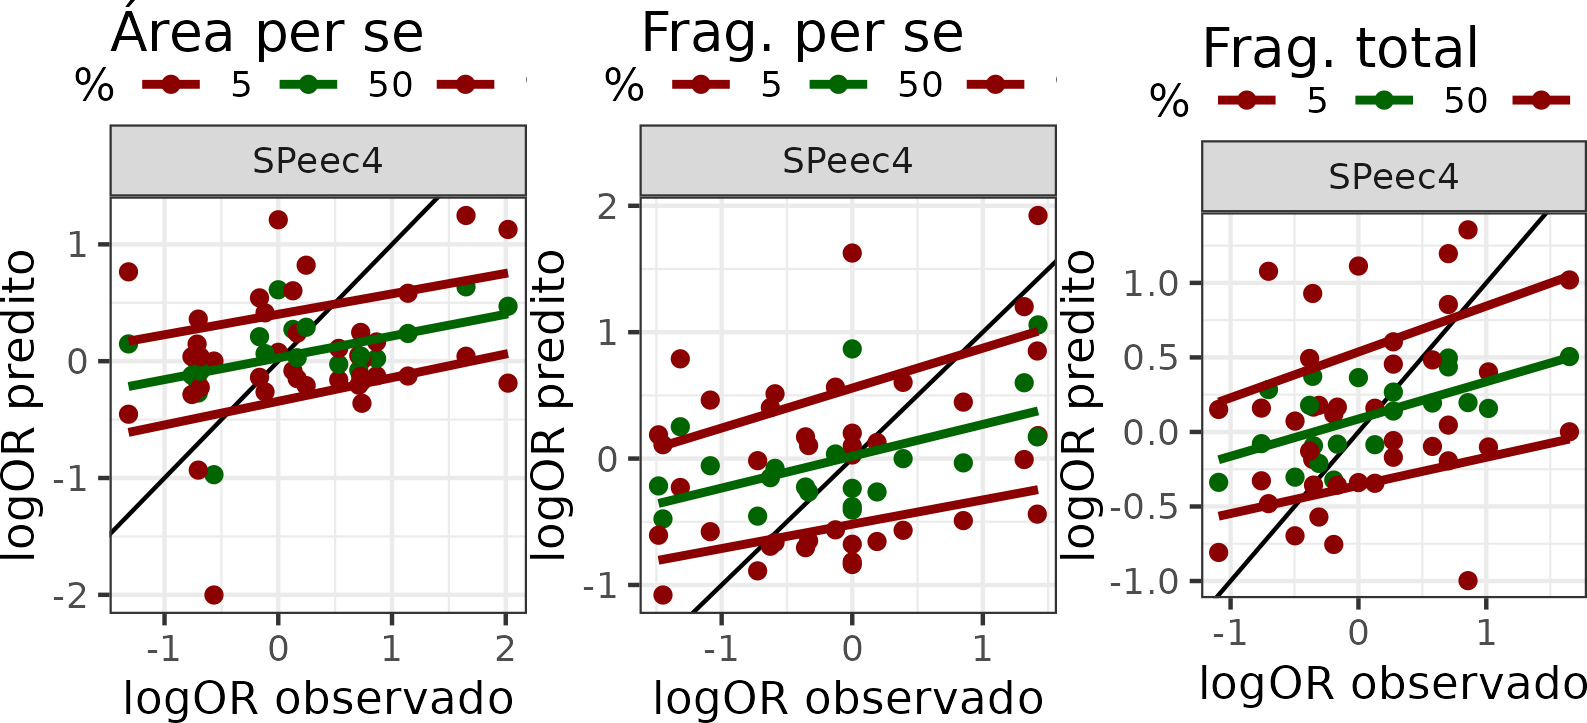 Área per se
% 5 50
SPeec4
1
0
-1
-2
-1 0 1 2
logOR predito
logOR observado
Frag. per se
% 5 50
SPeec4
2
1
0
-1
-1 0 1
logOR predito
logOR observado
Frag. total
% 5 50
SPeec4
1.0
0.5
0.0
-0.5
-1.0
-1 0 1
logOR predito
logOR observado